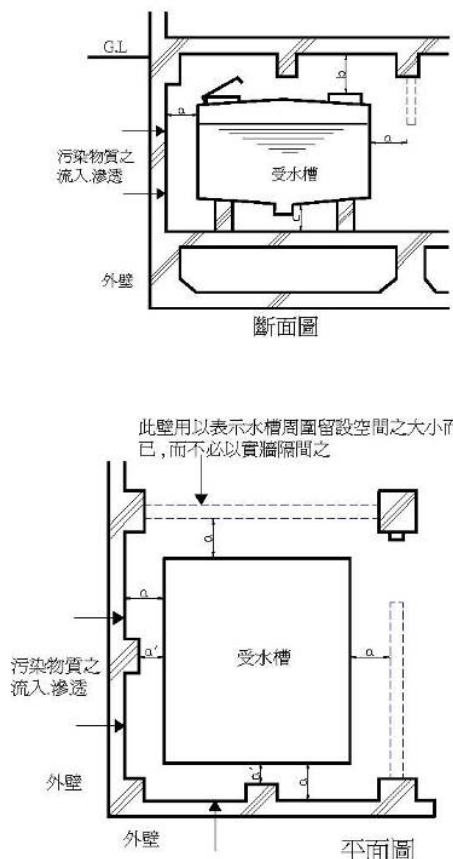 G.L
b
a
a
污染物質之
流入.滲透
受水槽
c
外壁
斷面圖
此壁用以表示水槽周圍留設空間之大小而
已,而不必以實牆隔間之
a
a
a'
受水槽
a
污染物質之
流入.滲透
a'
a
外壁
外壁
平面圖